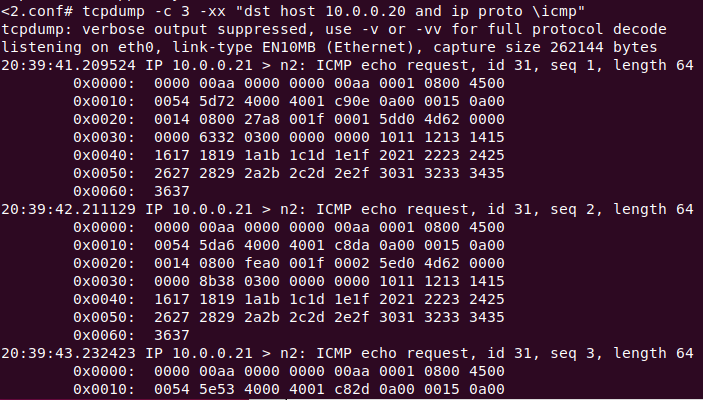 <2.conf# tcpdump -c 3 -xx "dst host 10.0.0.20 and ip proto \icmp"
tcpdump: verbose output suppressed, use -v or -vv for full protocol decode
listening on eth0, link-type EN10MB (Ethernet), capture size 262144 bytes
20:39:41.209524 IP 10.0.0.21 > n2: ICMP echo request, id 31, seq 1, length 64
0x0000:  0000 00aa 0000 0000 00aa 0001 0800 4500
0x0010:  0054 5d72 4000 4001 c90e 0a00 0015 0a00
0x0020:  0014 0800 27a8 001f 0001 5dd0 4d62 0000
0x0030:  0000 6332 0300 0000 0000 1011 1213 1415
0x0040:  1617 1819 1a1b 1c1d 1e1f 2021 2223 2425
0x0050:  2627 2829 2a2b 2c2d 2e2f 3031 3233 3435
0x0060:  3637
20:39:42.211129 IP 10.0.0.21 > n2: ICMP echo request, id 31, seq 2, length 64
0x0000:  0000 00aa 0000 0000 00aa 0001 0800 4500
0x0010:  0054 5da6 4000 4001 c8da 0a00 0015 0a00
0x0020:  0014 0800 fea0 001f 0002 5ed0 4d62 0000
0x0030:  0000 8b38 0300 0000 0000 1011 1213 1415
0x0040:  1617 1819 1a1b 1c1d 1e1f 2021 2223 2425
0x0050:  2627 2829 2a2b 2c2d 2e2f 3031 3233 3435
0x0060:  3637
20:39:43.232423 IP 10.0.0.21 > n2: ICMP echo request, id 31, seq 3, length 64
0x0000:  0000 00aa 0000 0000 00aa 0001 0800 4500
0x0010:  0054 5e53 4000 4001 c82d 0a00 0015 0a00